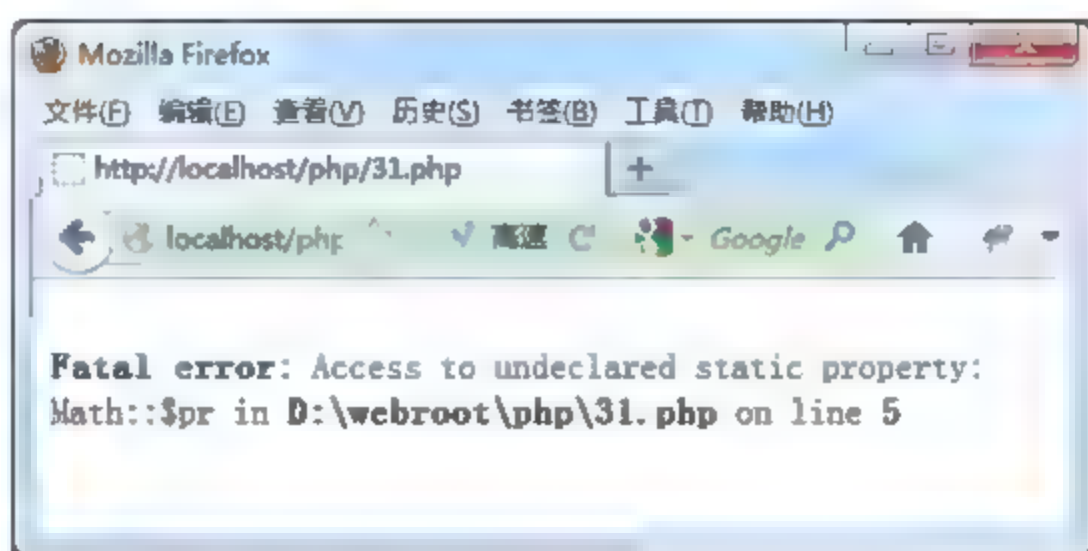 Mozilla Firefox
文件(F) 编辑(E) 查看(V) 历史(S) 书签(B) 工具(T) 帮助(H)
http://localhost/php/31.php +
localhost/php 高速 C Google
Fatal error: Access to undeclared static property:
Math::$pr in D:\webroot\php\31.php on line 5